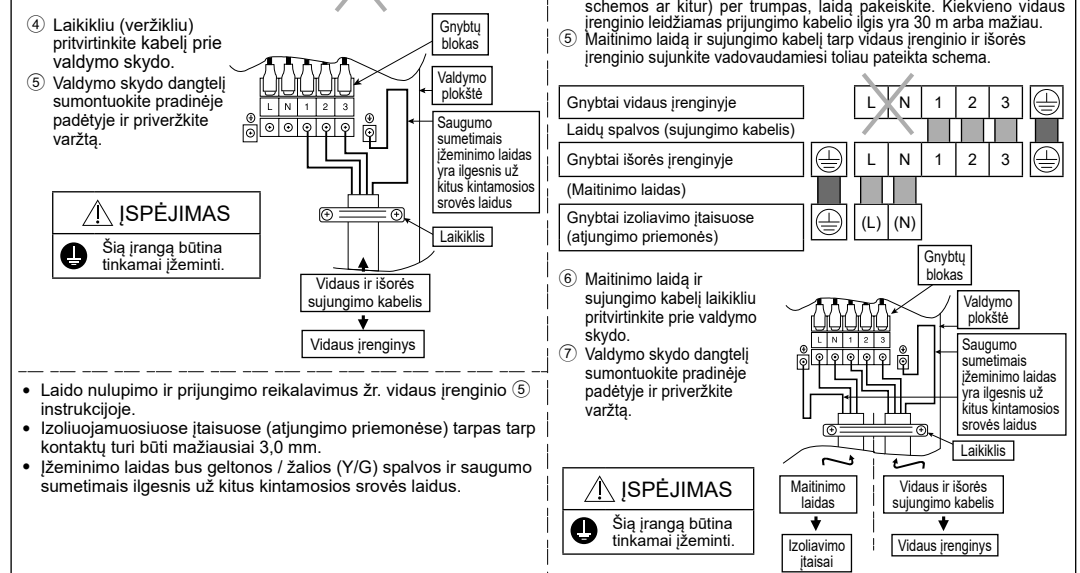 ④ Laikikliu (veržikliu)
pritvirtinkite kabelį prie
valdymo skydo.
⑤ Valdymo skydo dangtelį
sumontuokite pradinėje
padėtyje ir priveržkite
varžtą.
Gnybtų
blokas
Valdymo
plokštė
L N 1 2 3
Saugumo
sumetimais
įžeminimo laidas
yra ilgesnis už
kitus kintamosios
srovės laidus
Laikiklis
ĮSPĖJIMAS
Šią įrangą būtina
tinkamai įžeminti.
Vidaus ir išorės
sujungimo kabelis
Vidaus įrenginys
• Laido nulupimo ir prijungimo reikalavimus žr. vidaus įrenginio ⑤
instrukcijoje.
• Izoliuojamuosiuose įtaisuose (atjungimo priemonėse) tarpas tarp
kontaktų turi būti mažiausiai 3,0 mm.
• Įžeminimo laidas bus geltonos / žalios (Y/G) spalvos ir saugumo
sumetimais ilgesnis už kitus kintamosios srovės laidus.
schemos ar kitur) per trumpas, laidą pakeiskite. Kiekvieno vidaus
įrenginio leidžiamas prijungimo kabelio ilgis yra 30 m arba mažiau.
⑤ Maitinimo laidą ir sujungimo kabelį tarp vidaus įrenginio ir išorės
įrenginio sujunkite vadovaudamiesi toliau pateikta schema.
Gnybtai vidaus įrenginyje L N 1 2 3
Laidų spalvos (sujungimo kabelis)
Gnybtai išorės įrenginyje L N 1 2 3
(Maitinimo laidas)
Gnybtai izoliavimo įtaisuose (L) (N)
(atjungimo priemonės)
⑥ Maitinimo laidą ir
sujungimo kabelį laikikliu
pritvirtinkite prie valdymo
skydo.
⑦ Valdymo skydo dangtelį
sumontuokite pradinėje
padėtyje ir priveržkite
varžtą.
Gnybtų
blokas
Valdymo
plokštė
L N 1 2 3
Saugumo
sumetimais
įžeminimo laidas
yra ilgesnis už
kitus kintamosios
srovės laidus
Laikiklis
ĮSPĖJIMAS
Šią įrangą būtina
tinkamai įžeminti.
Maitinimo
laidas
Vidaus ir išorės
sujungimo kabelis
Izoliavimo
įtaisai
Vidaus įrenginys